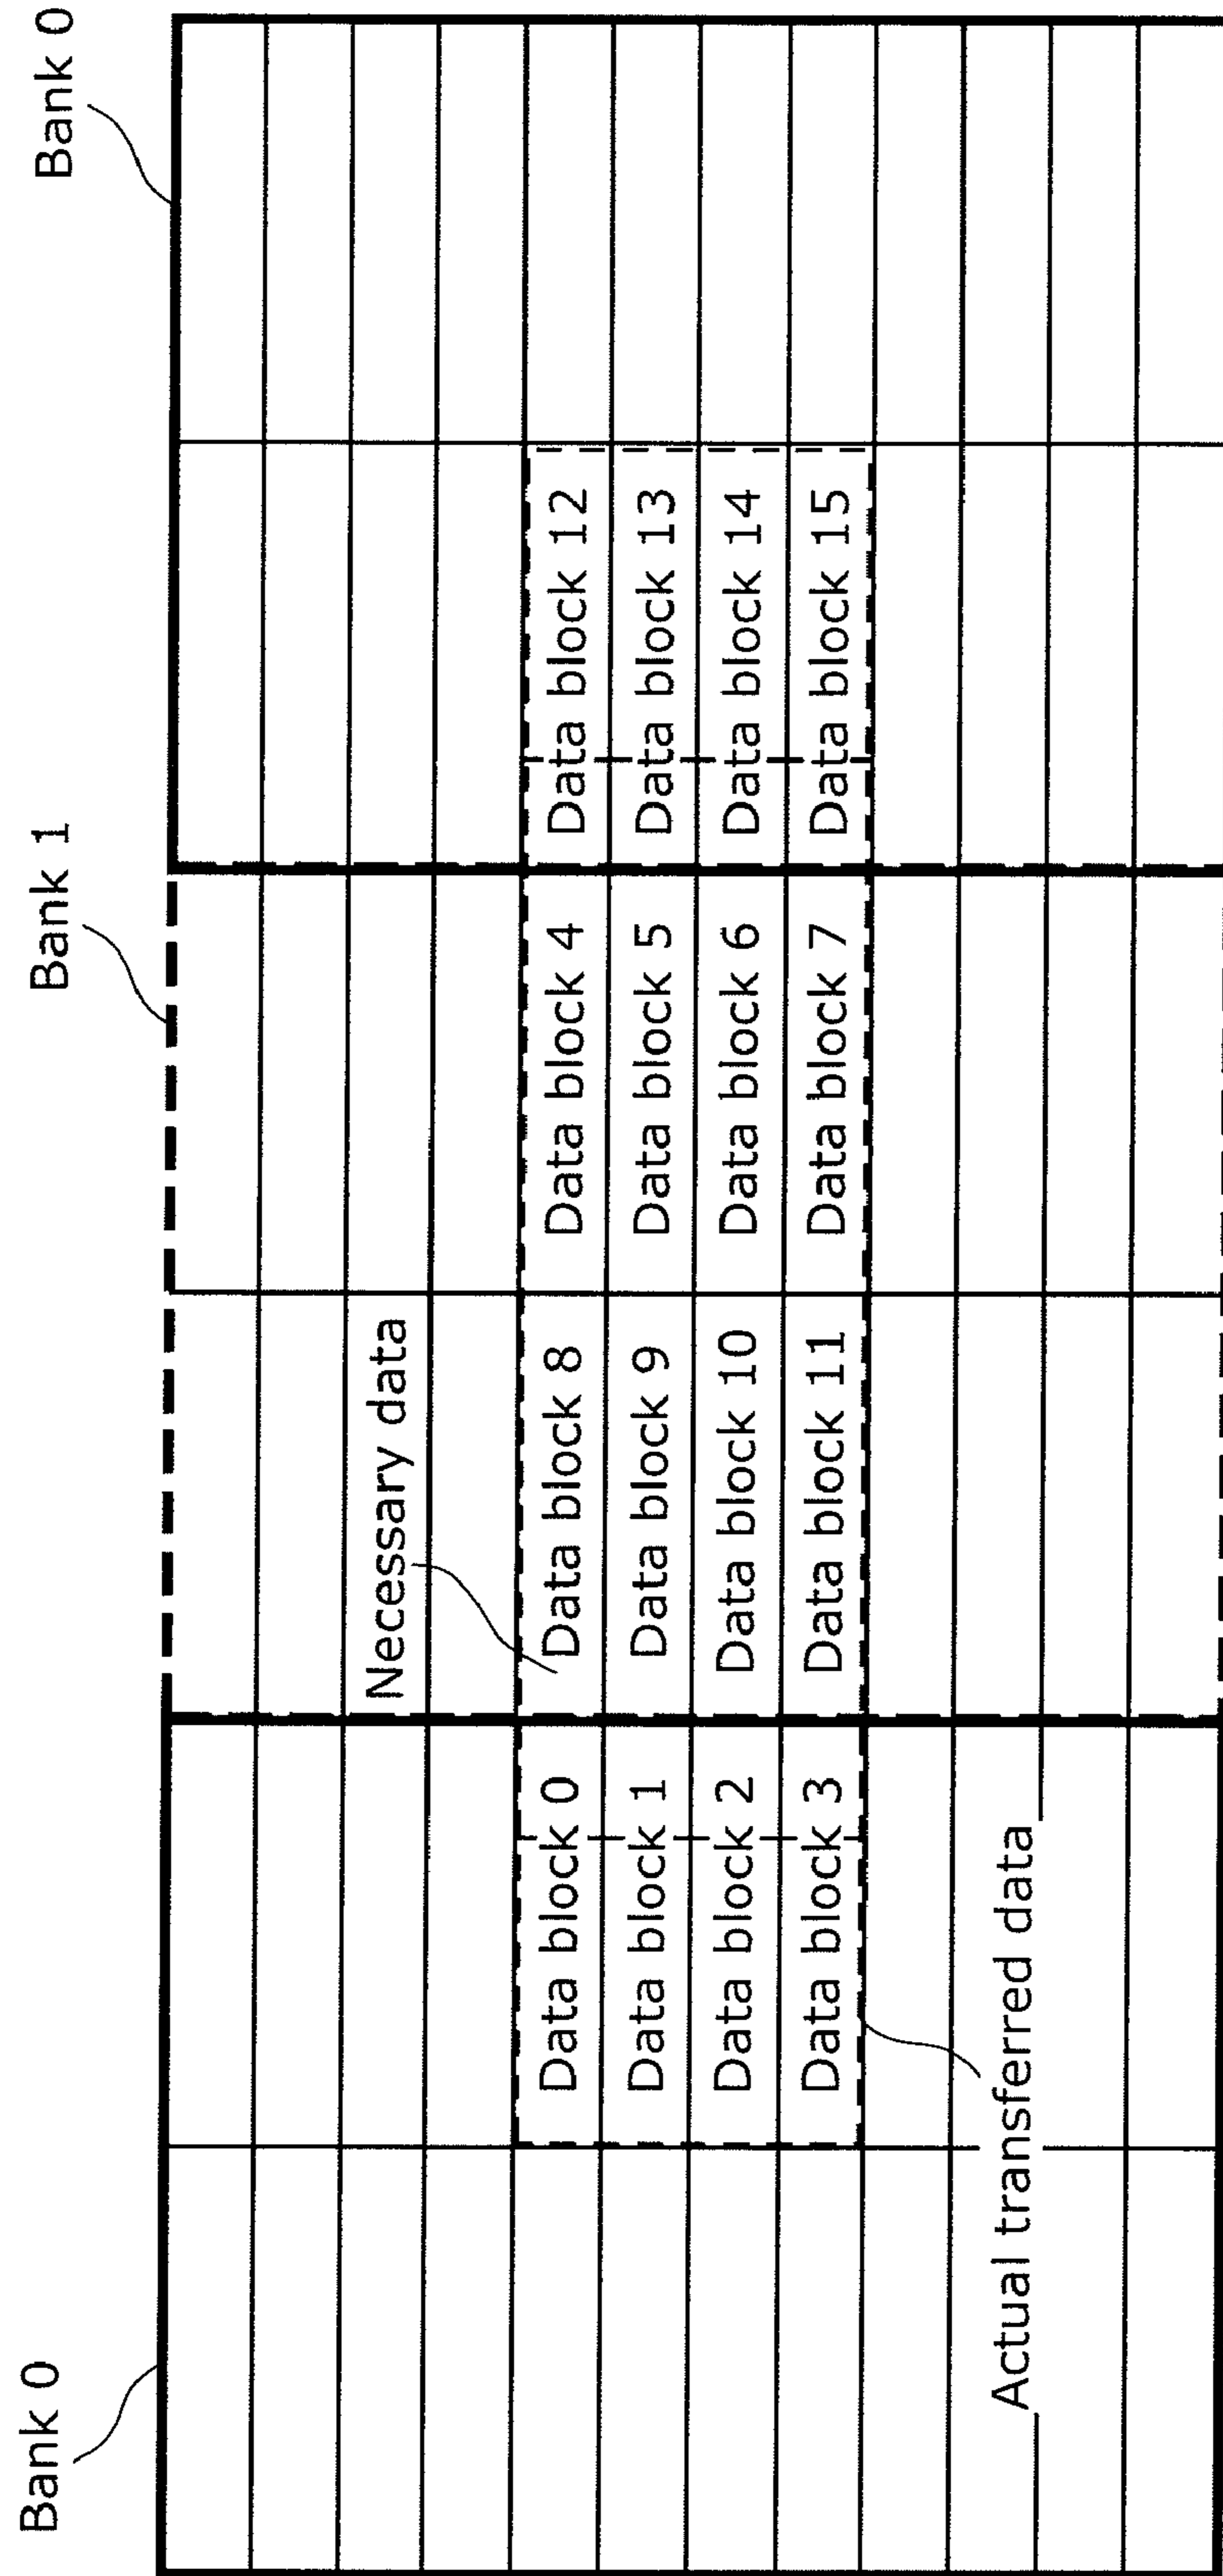 Bank 0
Bank 1
Bank 0
Necessary data
Data block 0
Data block 8
Data block 4
Data block 12
Data block 1
Data block 9
Data block 5
Data block 13
Data block 2
Data block 10
Data block 6
Data block 14
Data block 3
Data block 11
Data block 7
Data block 15
Actual transferred data